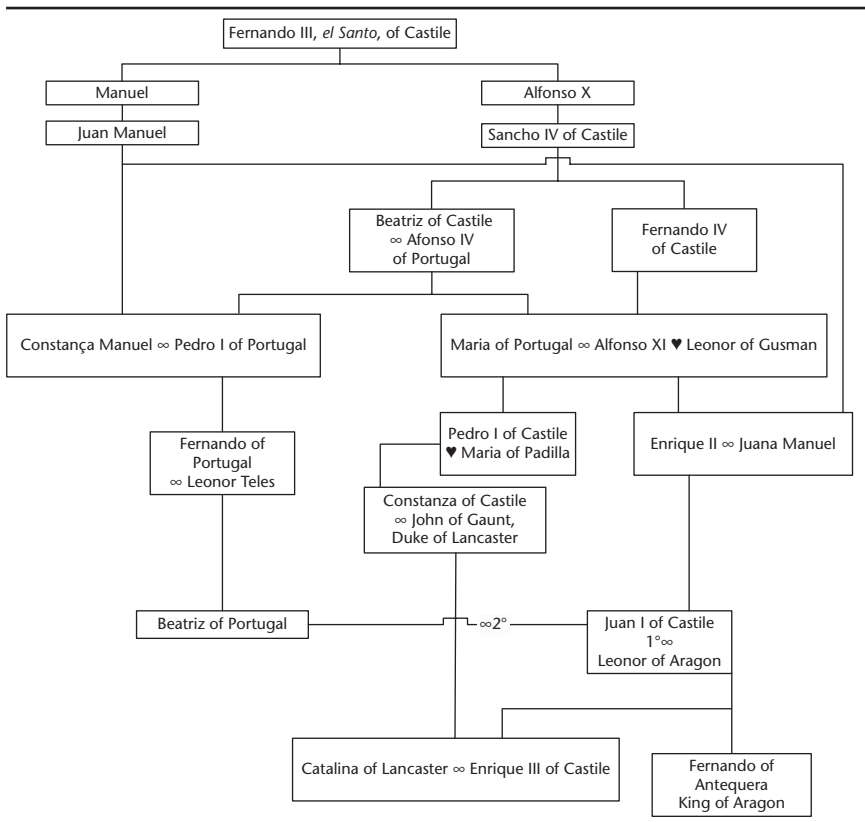 Fernando III, el Santo, of Castile
Manuel
Alfonso X
Juan Manuel
Sancho IV of Castile
Beatriz of Castile
∞ Afonso IV
of Portugal
Fernando IV
of Castile
Constança Manuel ∞ Pedro I of Portugal
Maria of Portugal ∞ Alfonso XI ♥ Leonor of Gusman
Fernando of
Portugal
∞ Leonor Teles
Pedro I of Castile
♥ Maria of Padilla
Enrique II ∞ Juana Manuel
Constanza of Castile
∞ John of Gaunt,
Duke of Lancaster
Beatriz of Portugal
∞2°
Juan I of Castile
1°∞
Leonor of Aragon
Catalina of Lancaster ∞ Enrique III of Castile
Fernando of
Antequera
King of Aragon